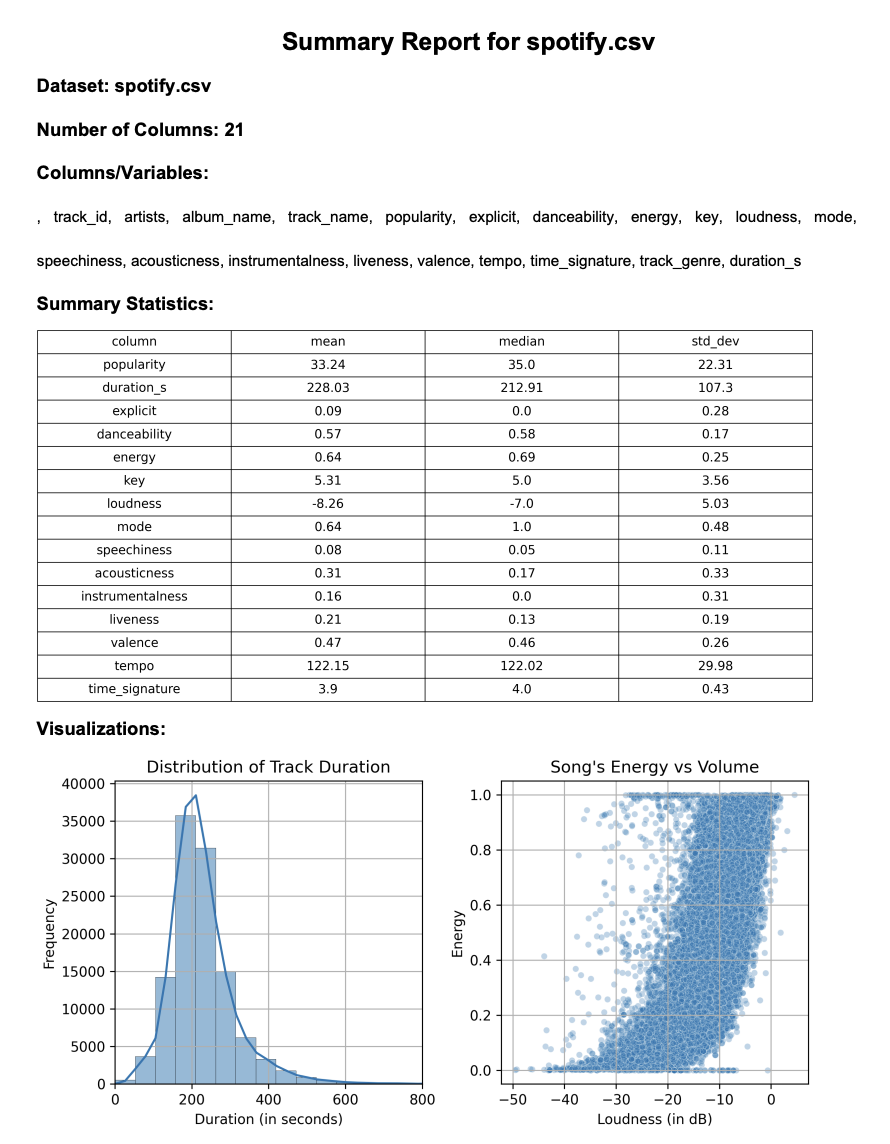 Summary Report for spotify.csv
Dataset: spotify.csv
Number of Columns: 21
Columns/Variables:
, track_id, artists, album_name, track_name, popularity, explicit, danceability, energy, key, loudness, mode,
speechiness, acousticness, instrumentalness, liveness, valence, tempo, time_signature, track_genre, duration_s
Summary Statistics:
column mean median std_dev
popularity 33.24 35.0 22.31
duration_s 228.03 212.91 107.3
explicit 0.09 0.0 0.28
danceability 0.57 0.58 0.17
energy 0.64 0.69 0.25
key 5.31 5.0 3.56
loudness -8.26 -7.0 5.03
mode 0.64 1.0 0.48
speechiness 0.08 0.05 0.11
acousticness 0.31 0.17 0.33
instrumentalness 0.16 0.0 0.31
liveness 0.21 0.13 0.19
valence 0.47 0.46 0.26
tempo 122.15 122.02 29.98
time_signature 3.9 4.0 0.43
Visualizations:
Distribution of Track Duration
40000
35000
30000
25000
20000
15000
10000
5000
0
Frequency
0 200 400 600 800
Duration (in seconds)
Song's Energy vs Volume
1.0
0.8
0.6
0.4
0.2
0.0
Energy
−50 −40 −30 −20 −10 0
Loudness (in dB)